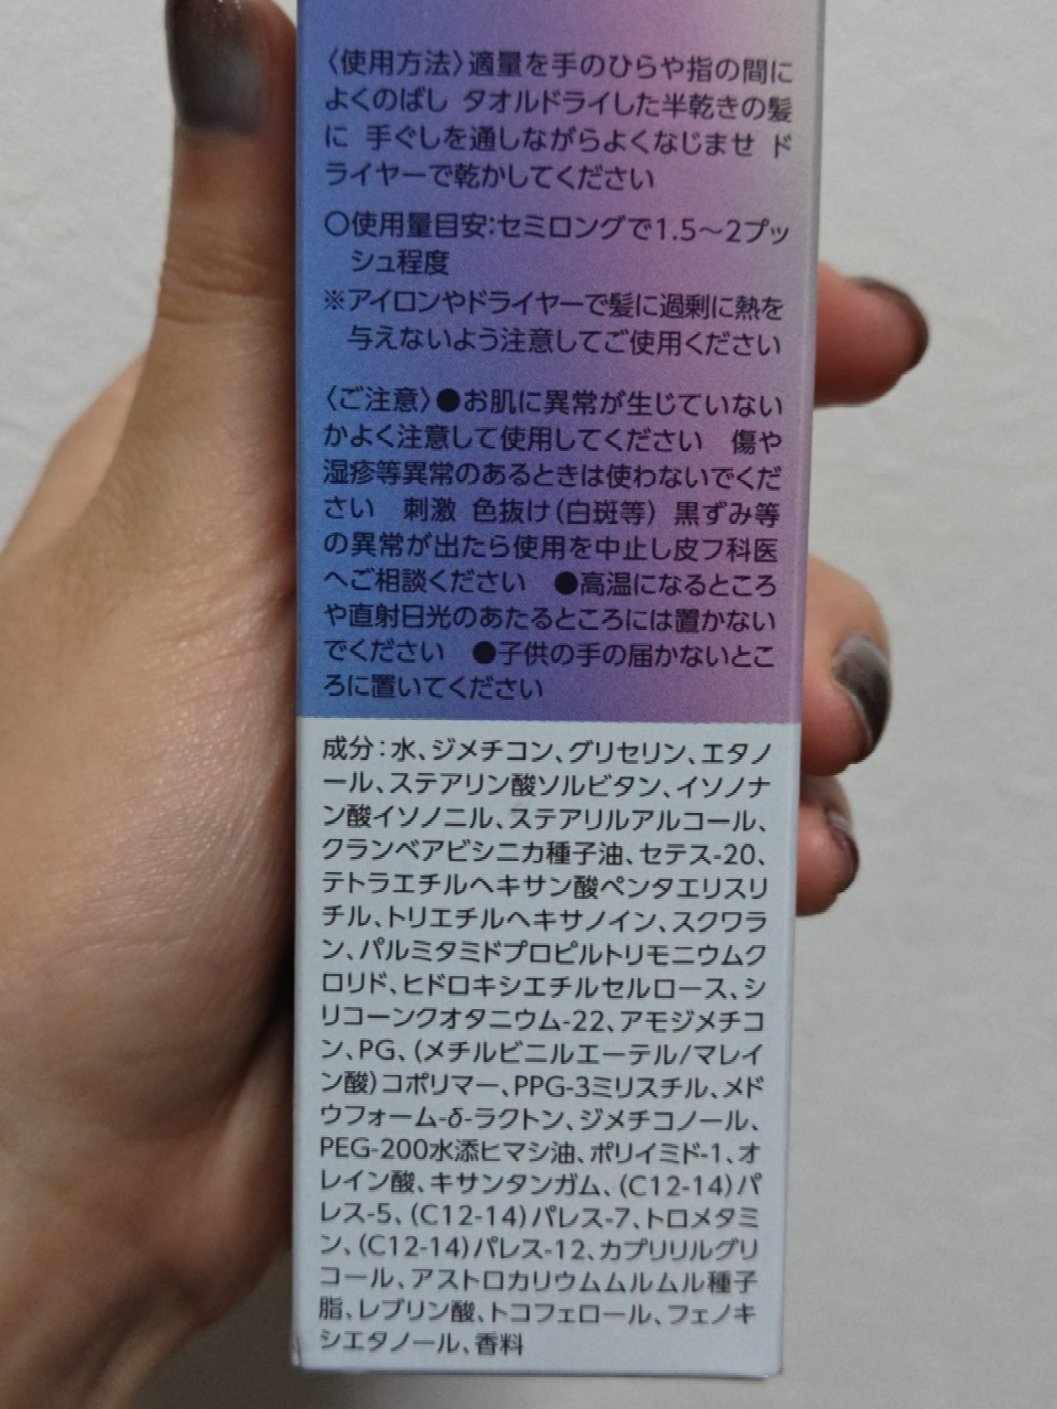 〈使用方法〉適量を手のひらや指の間に
よくのばし タオルドライした半乾きの髪
に 手ぐしを通しながらよくなじませ ド
ライヤーで乾かしてください
○使用量目安:セミロングで1.5〜2プッ
シュ程度
※アイロンやドライヤーで髪に過剰に熱を
与えないよう注意してご使用ください
〈ご注意〉●お肌に異常が生じていない
かよく注意して使用してください 傷や
湿疹等異常のあるときは使わないでくだ
さい 刺激 色抜け(白斑等) 黒ずみ等
の異常が出たら使用を中止し皮フ科医
へご相談ください ●高温になるところ
や直射日光のあたるところには置かない
でください ●子供の手の届かないとこ
ろに置いてください
成分:水、ジメチコン、グリセリン、エタノ
ール、ステアリン酸ソルビタン、イソノナ
ン酸イソノニル、ステアリルアルコール、
クランベアビシニカ種子油、セテス-20、
テトラエチルヘキサン酸ペンタエリスリ
チル、トリエチルヘキサノイン、スクワラ
ン、パルミタミドプロピルトリモニウムク
ロリド、ヒドロキシエチルセルロース、シ
リコーンクオタニウム-22、アモジメチコ
ン、PG、(メチルビニルエーテル/マレイ
ン酸)コポリマー、PPG-3ミリスチル、メド
ウフォーム-δ-ラクトン、ジメチコノール、
PEG-200水添ヒマシ油、ポリイミド-1、オ
レイン酸、キサンタンガム、(C12-14)パ
レス-5、(C12-14)パレス-7、トロメタミ
ン、(C12-14)パレス-12、カプリリルグリ
コール、アストロカリウムムルムル種子
脂、レブリン酸、トコフェロール、フェノキ
シエタノール、香料